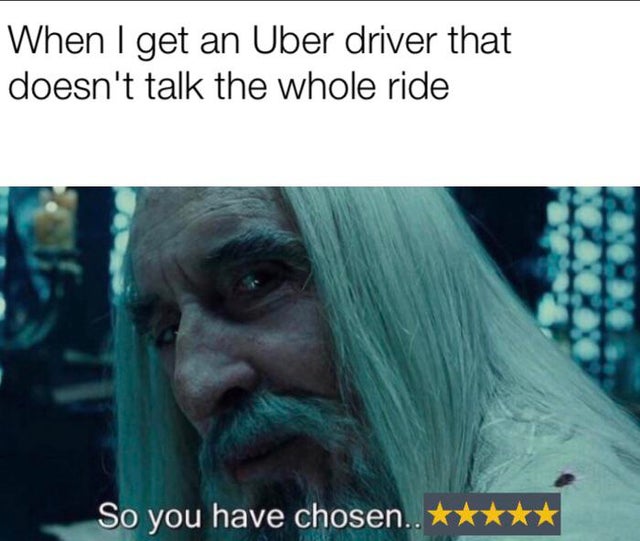 When I get an Uber driver that
doesn't talk the whole ride
So you have chosen.. ★★★★★